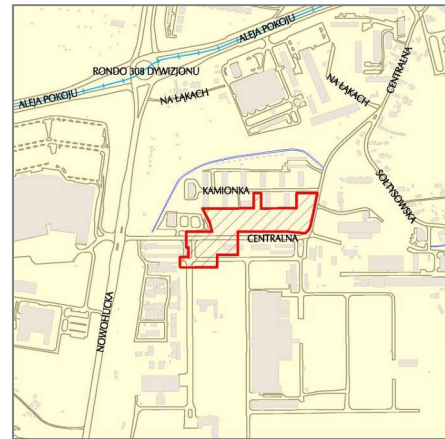 ALEJA POKOJU
RONDO 308 DYWIZJONU
ALEJA POKOJU
NA ŁĄKACH
NA ŁĄKACH
CENTRALNA
SOŁTYSOWSKA
KAMIONKA
CENTRALNA
NOWOHUCKA